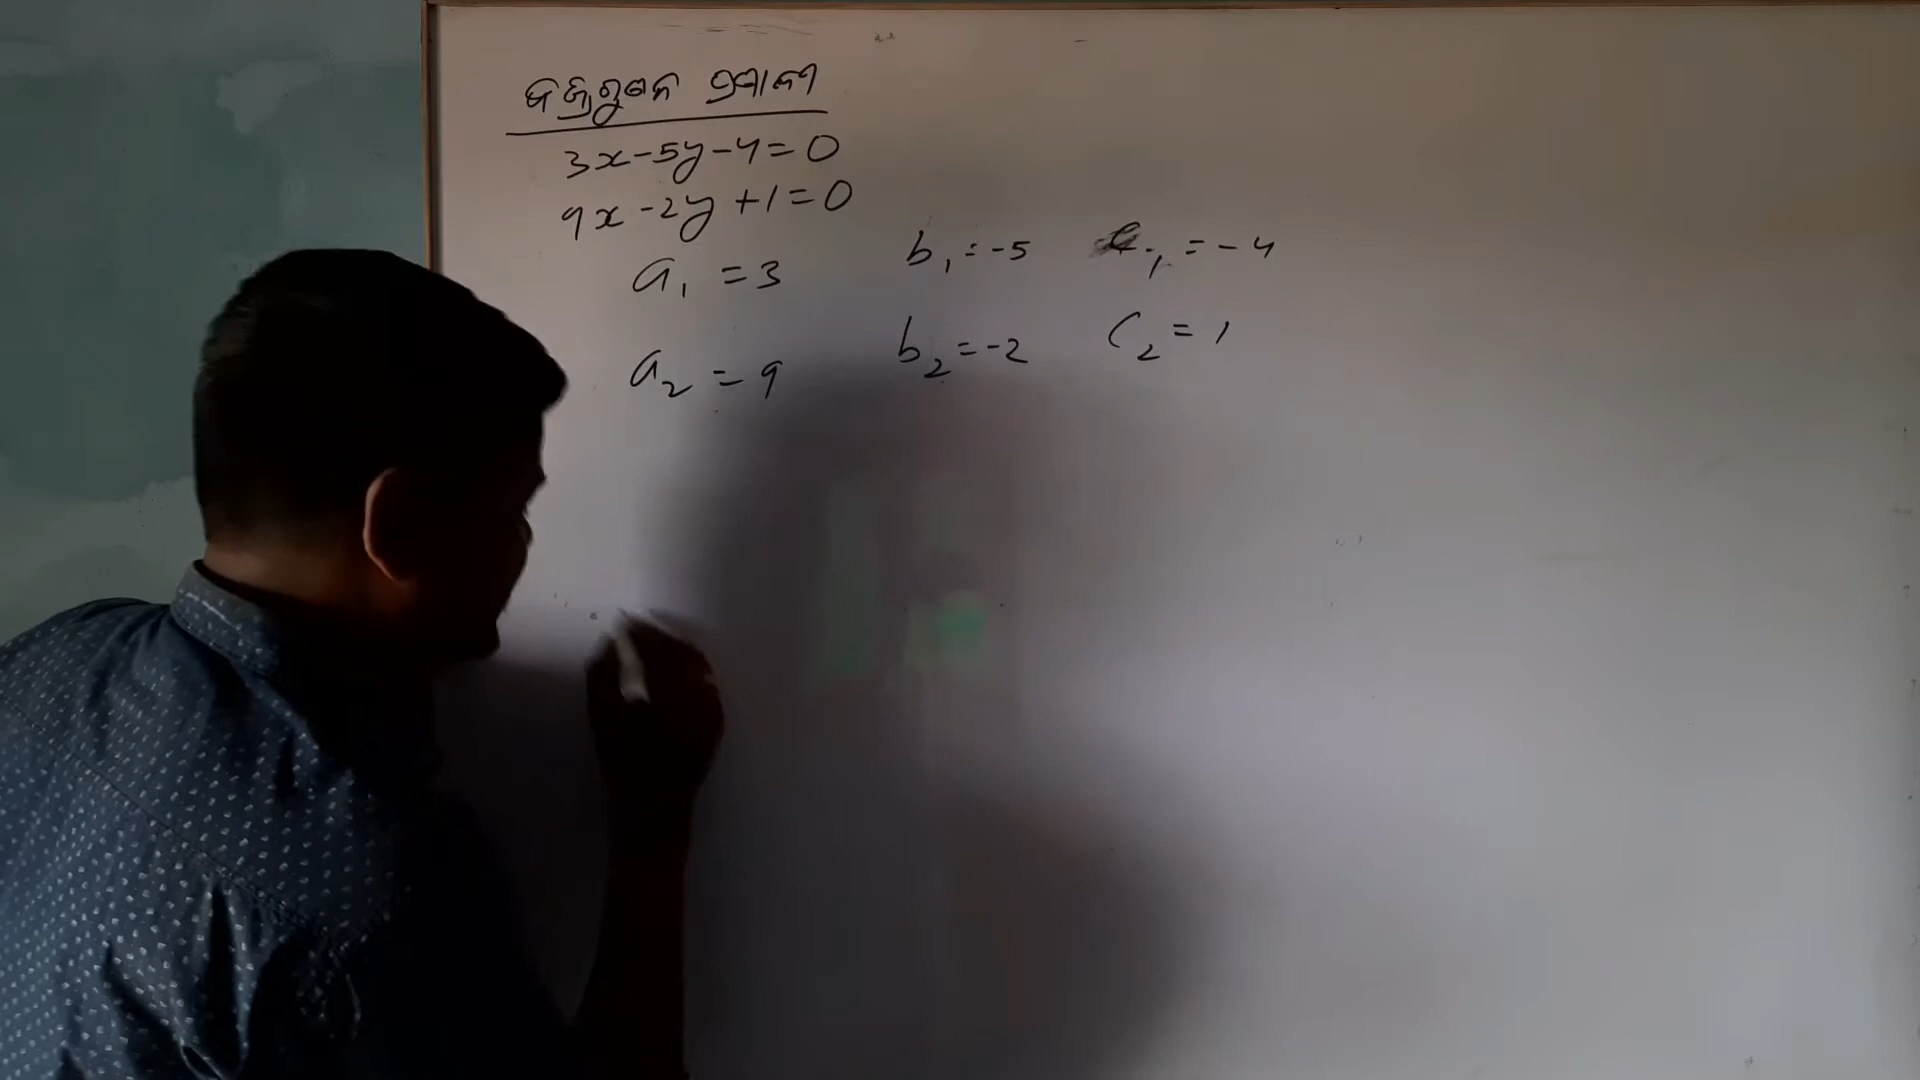 ବଜ୍ରଗୁଣନ ପ୍ରଣାଳୀ
3x-5y-4=0
9x-2y+1=0
a₁=3 b₁=-5 c₁=-4
a₂=9 b₂=-2 c₂=1